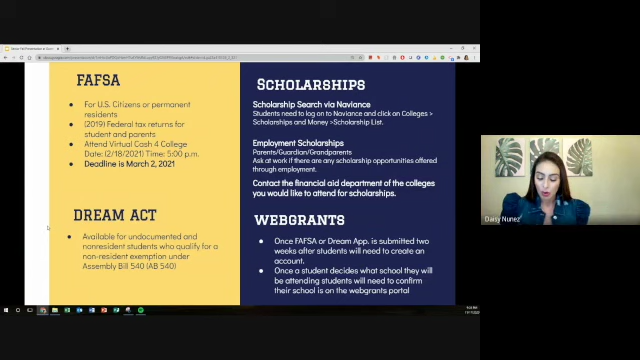 FAFSA
For U.S. Citizens or permanent
residents
(2019) Federal tax returns for
student and parents
Attend Virtual Cash 4 College
Date: (2/18/2021) Time: 5:00 p.m.
Deadline is March 2, 2021
DREAM ACT
Available for undocumented and
nonresident students who qualify for a
non-resident exemption under
Assembly Bill 540 (AB 540)
SCHOLARSHIPS
Scholarship Search via Naviance
Students need to log on to Naviance and click on Colleges >
Scholarships and Money >Scholarship List.
Employment Scholarships
Parents/Guardian/Grandparents
Ask at work if there are any scholarship opportunities offered
through employment.
Contact the financial aid department of the colleges
you would like to attend for scholarships.
WEBGRANTS
Once FAFSA or Dream App. is submitted two
weeks after students will need to create an
account.
Once a student decides what school they will
be attending students will need to confirm
their school is on the webgrants portal
Daisy Nunez